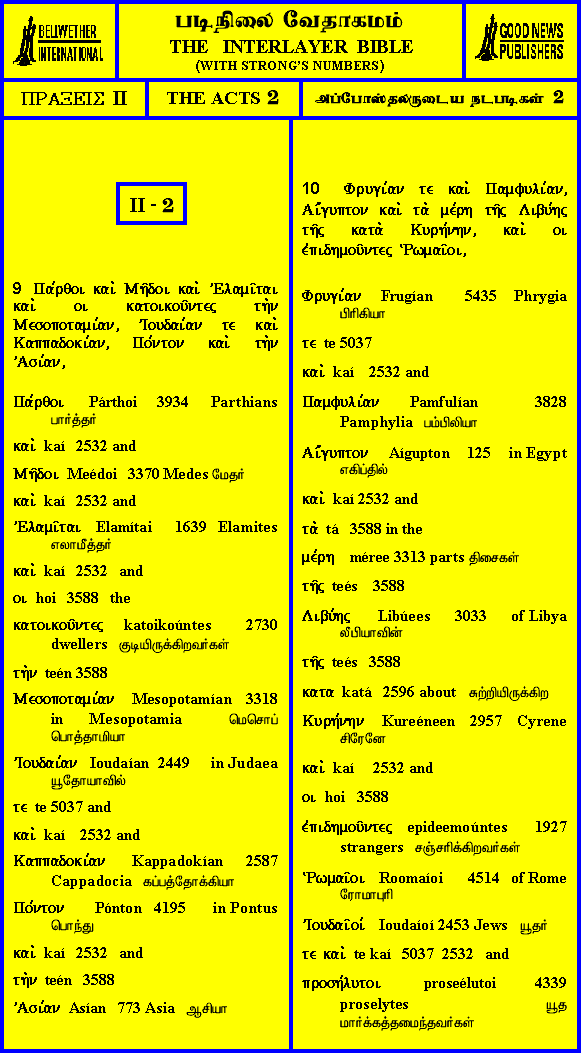 BELLWETHER
INTERNATIONAL
படிநிலை வேதாகமம்
THE INTERLAYER BIBLE
(WITH STRONG'S NUMBERS)
GOOD NEWS
PUBLISHERS
ΠΡΑΞΕΙΣ II
THE ACTS 2
அப்போஸ்தலருடைய நடபடிகள் 2
II - 2
9 Πάρθοι καὶ Μῆδοι καὶ Ἐλαμῖται
καὶ οι κατοικοῦντες τὴν
Μεσοποταμίαν, Ἰουδαίαν τε καὶ
Καππαδοκίαν, Πόντον καὶ τὴν
Ἀσίαν,
Πάρθοι Párthoi 3934 Parthians
பார்த்தர்
καὶ kaí 2532 and
Μῆδοι Meédoi 3370 Medes மேதர்
καὶ kaí 2532 and
Ἐλαμῖται Elamítai 1639 Elamites
எலாமீத்தர்
καὶ kaí 2532 and
οι hoi 3588 the
κατοικοῦντες katoikoúntes 2730
dwellers குடியிருக்கிறவர்கள்
τὴν teén 3588
Μεσοποταμίαν Mesopotamían 3318
in Mesopotamia மெசொப்
பொத்தாமியா
Ἰουδαίαν Ioudaían 2449 in Judaea
யூதேயாவில்
τε te 5037 and
καὶ kaí 2532 and
Καππαδοκίαν Kappadokían 2587
Cappadocia கப்பத்தோக்கியா
Πόντον Pónton 4195 in Pontus
பொந்து
καὶ kaí 2532 and
τὴν teén 3588
Ἀσίαν Asían 773 Asia ஆசியா
10 Φρυγίαν τε καὶ Παμφυλίαν,
Αἴγυπτον καὶ τὰ μέρη τῆς Λιβύης
τῆς κατὰ Κυρήνην, καὶ οι
ἐπιδημοῦντες Ῥωμαῖοι,
Φρυγίαν Frugían 5435 Phrygia
பிரிகியா
τε te 5037
καὶ kaí 2532 and
Παμφυλίαν Pamfulían 3828
Pamphylia பம்பிலியா
Αἴγυπτον Aígupton 125 in Egypt
எகிப்தில்
καὶ kaí 2532 and
τὰ tá 3588 in the
μέρη méree 3313 parts திசைகள்
τῆς teés 3588
Λιβύης Libúees 3033 of Libya
லீபியாவின்
τῆς teés 3588
κατα katá 2596 about சுற்றியிருக்கிற
Κυρήνην Kureéneen 2957 Cyrene
சிரேனே
καὶ kaí 2532 and
οι hoi 3588
ἐπιδημοῦντες epideemoúntes 1927
strangers சஞ்சரிக்கிறவர்கள்
Ῥωμαῖοι Roomaíoi 4514 of Rome
ரோமாபுரி
Ἰουδαῖοί Ioudaíoí 2453 Jews யூதர்
τε καὶ te kaí 5037 2532 and
προσήλυτοι proseélutoi 4339
proselytes யூத
மார்க்கத்தமைந்தவர்கள்